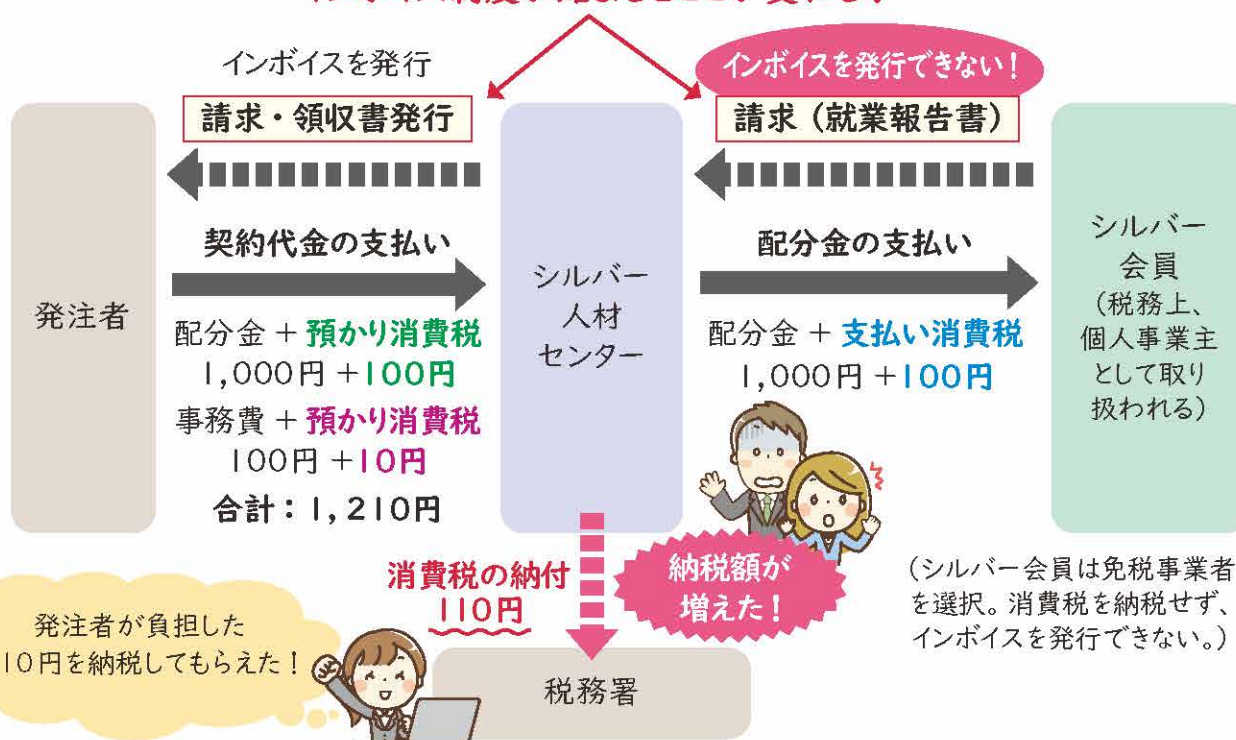 インボイスを発行
インボイスを発行できない!
請求・領収書発行
請求(就業報告書)
契約代金の支払い
配分金の支払い
発注者
配分金 + 預かり消費税
1,000円 + 100円
事務費 + 預かり消費税
100円 + 10円
合計:1,210円
シルバー
人材
センター
配分金 + 支払い消費税
1,000円 + 100円
シルバー
会員
(税務上、
個人事業主
として取り
扱われる)
消費税の納付
110円
納税額が
増えた!
(シルバー会員は免税事業者
を選択。消費税を納税せず、
インボイスを発行できない。)
発注者が負担した
10円を納税してもらえた!
税務署